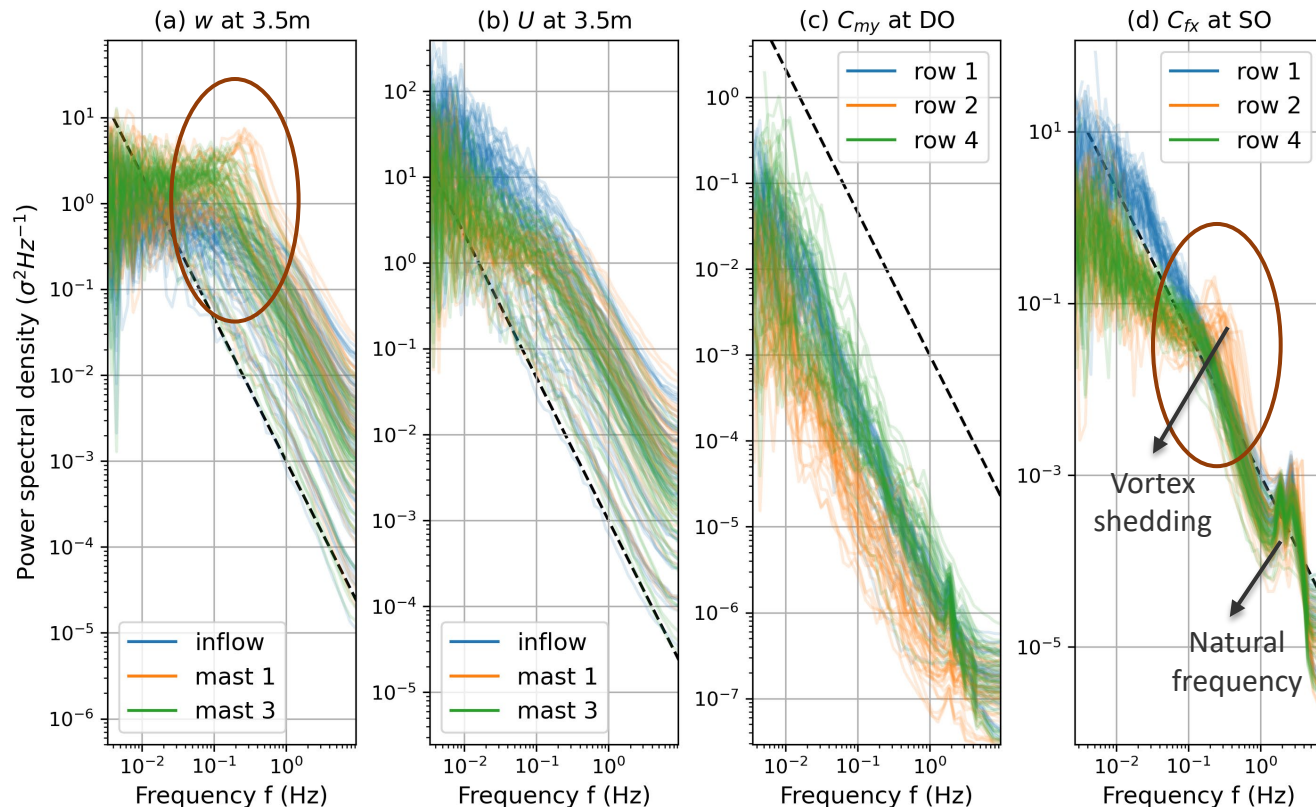 (a) w at 3.5m
(b) U at 3.5m
(c) C_{my} at DO
(d) C_{fx} at SO
Power spectral density (σ²Hz⁻¹)
10¹
10⁰
10⁻¹
10⁻²
10⁻³
10⁻⁴
10⁻⁵
10⁻⁶
inflow
mast 1
mast 3
10⁻² 10⁻¹ 10⁰
Frequency f (Hz)
10²
10¹
10⁰
10⁻¹
10⁻²
10⁻³
10⁻⁴
10⁻⁵
inflow
mast 1
mast 3
10⁻² 10⁻¹ 10⁰
Frequency f (Hz)
row 1
row 2
row 4
10⁰
10⁻¹
10⁻²
10⁻³
10⁻⁴
10⁻⁵
10⁻⁶
10⁻⁷
10⁻² 10⁻¹ 10⁰
Frequency f (Hz)
row 1
row 2
row 4
10¹
10⁻¹
10⁻³
10⁻⁵
Vortex
shedding
Natural
frequency
10⁻² 10⁻¹ 10⁰
Frequency f (Hz)